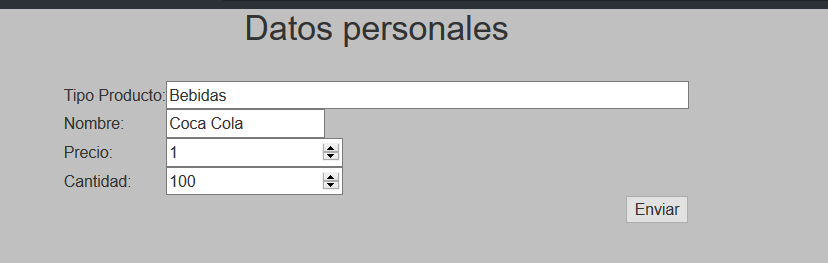 Datos personales
Tipo Producto: Bebidas
Nombre: Coca Cola
Precio: 1
Cantidad: 100
Enviar